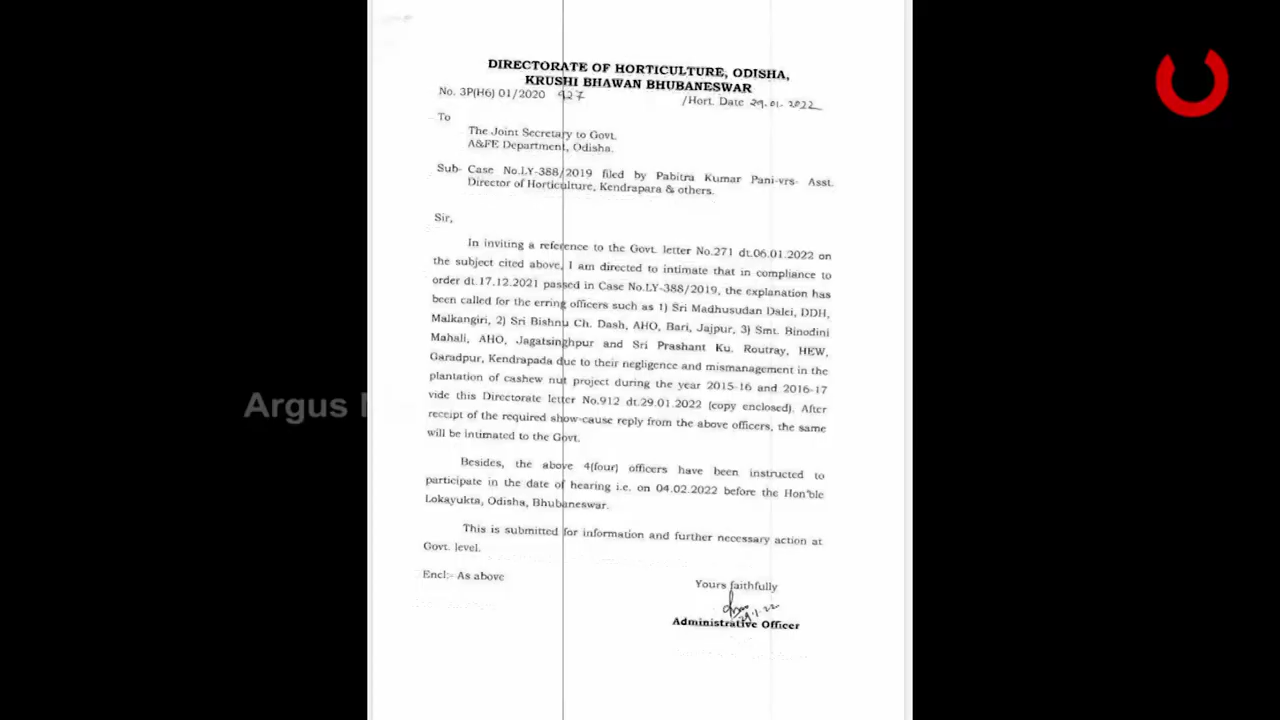 DIRECTORATE OF HORTICULTURE, ODISHA,
KRUSHI BHAWAN BHUBANESWAR
No. 3P(H6) 01/2020 927 /Hort. Date 29.01.2022
To
The Joint Secretary to Govt.
A&FE Department, Odisha.
Sub- Case No.LY-388/2019 filed by Pabitra Kumar Pani-vrs- Asst.
Director of Horticulture, Kendrapara & others.
Sir,
In inviting a reference to the Govt. letter No.271 dt.06.01.2022 on
the subject cited above, I am directed to intimate that in compliance to
order dt.17.12.2021 passed in Case No.LY-388/2019, the explanation has
been called for the erring officers such as 1) Sri Madhusudan Dalei, DDH,
Malkangiri, 2) Sri Bishnu Ch. Dash, AHO, Bari, Jajpur, 3) Smt. Binodini
Mahali, AHO, Jagatsinghpur and Sri Prashant Ku. Routray, HEW,
Garadpur, Kendrapada due to their negligence and mismanagement in the
plantation of cashew nut project during the year 2015-16 and 2016-17
vide this Directorate letter No.912 dt.29.01.2022 (copy enclosed). After
receipt of the required show-cause reply from the above officers, the same
will be intimated to the Govt.
Besides, the above 4(four) officers have been instructed to
participate in the date of hearing i.e. on 04.02.2022 before the Hon'ble
Lokayukta, Odisha, Bhubaneswar.
This is submitted for information and further necessary action at
Govt. level.
Encl:- As above
Yours faithfully
29.1.22
Administrative Officer
Argus